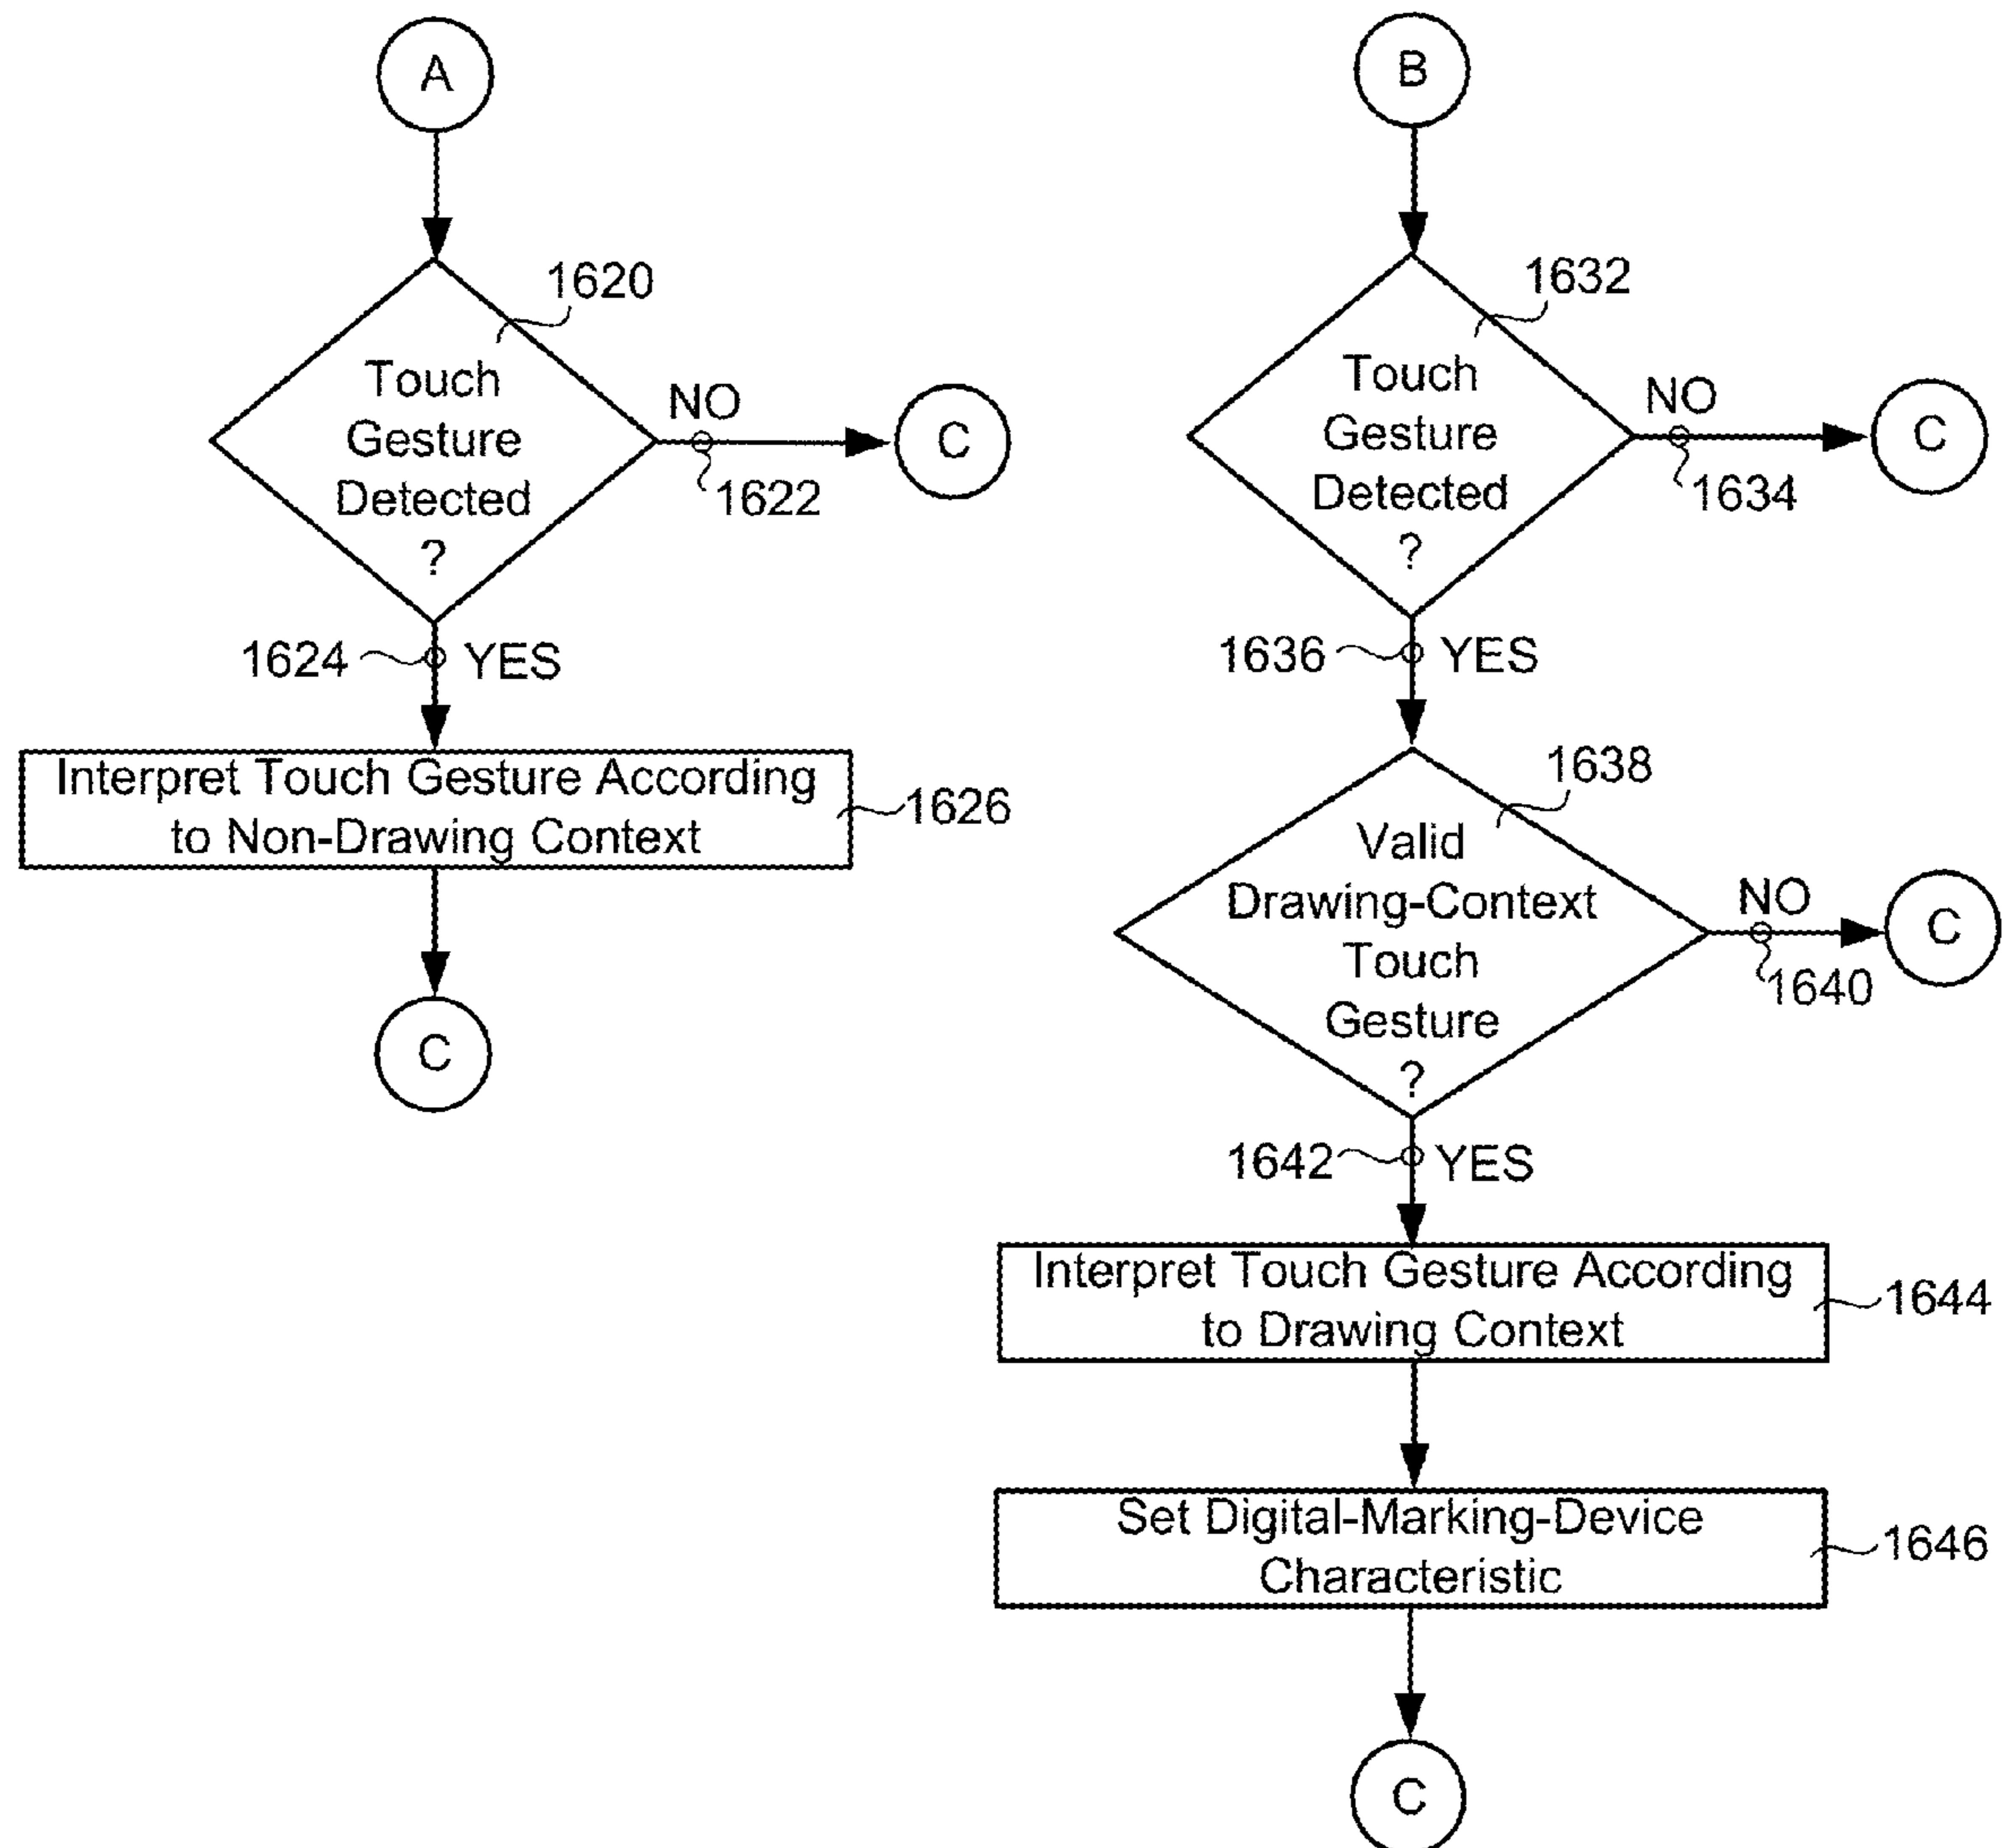 A
1620
Touch
Gesture
Detected
?
NO
C
1622
1624
YES
Interpret Touch Gesture According
to Non-Drawing Context
1626
C
B
1632
Touch
Gesture
Detected
?
NO
C
1634
1636
YES
1638
Valid
Drawing-Context
Touch
Gesture
?
NO
C
1640
1642
YES
Interpret Touch Gesture According
to Drawing Context
1644
Set Digital-Marking-Device
Characteristic
1646
C